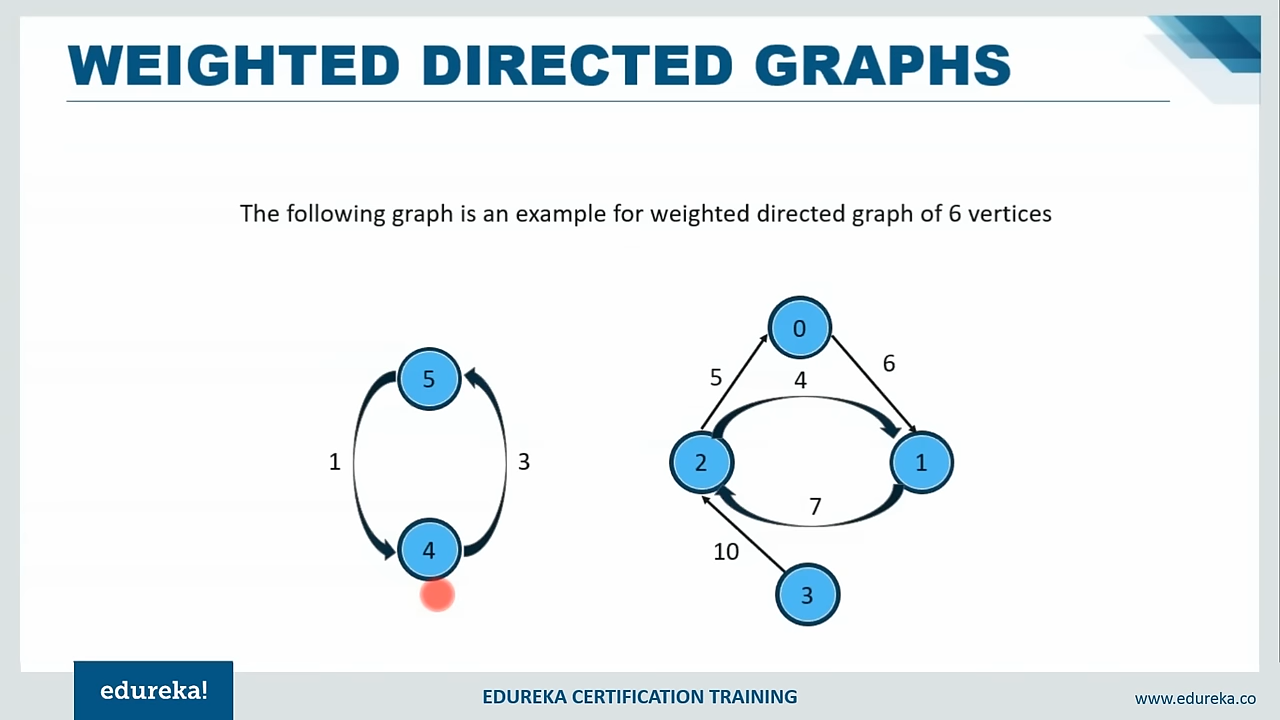 WEIGHTED DIRECTED GRAPHS
The following graph is an example for weighted directed graph of 6 vertices
0
5
6
4
5
1
3
2
1
7
4
10
3
edureka!
EDUREKA CERTIFICATION TRAINING
www.edureka.co